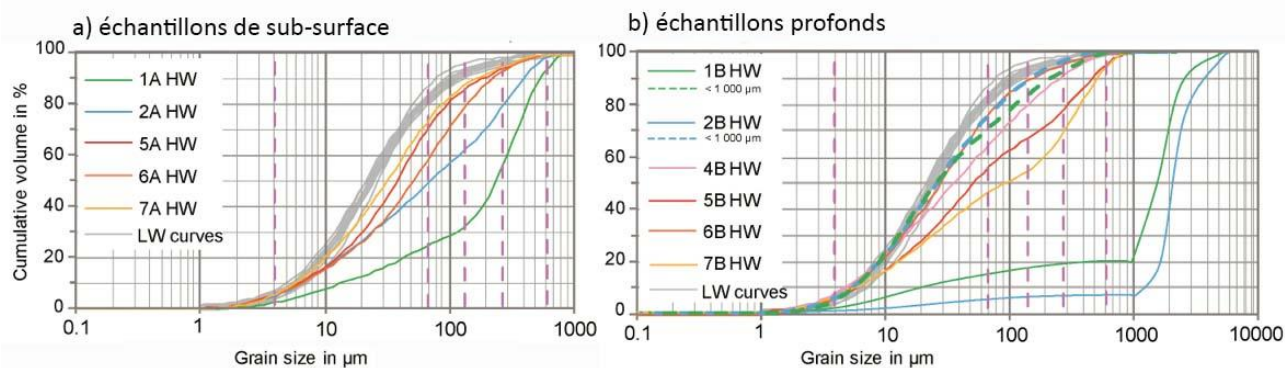 a) échantillons de sub-surface
100
80
60
40
20
0
Cumulative volume in %
1A HW
2A HW
5A HW
6A HW
7A HW
LW curves
0.1 1 10 100 1000
Grain size in µm
b) échantillons profonds
100
80
60
40
20
0
1B HW
< 1 000 µm
2B HW
< 1 000 µm
4B HW
5B HW
6B HW
7B HW
LW curves
0.1 1 10 100 1000 10000
Grain size in µm